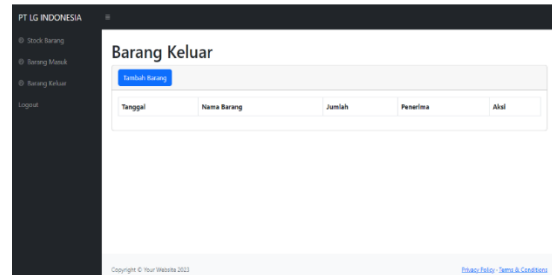 PT LG INDONESIA
Stock Barang
Barang Masuk
Barang Keluar
Logout
Barang Keluar
Tambah Barang
Tanggal Nama Barang Jumlah Penerima Aksi
Copyright © Your Website 2023
Privacy Policy · Terms & Conditions